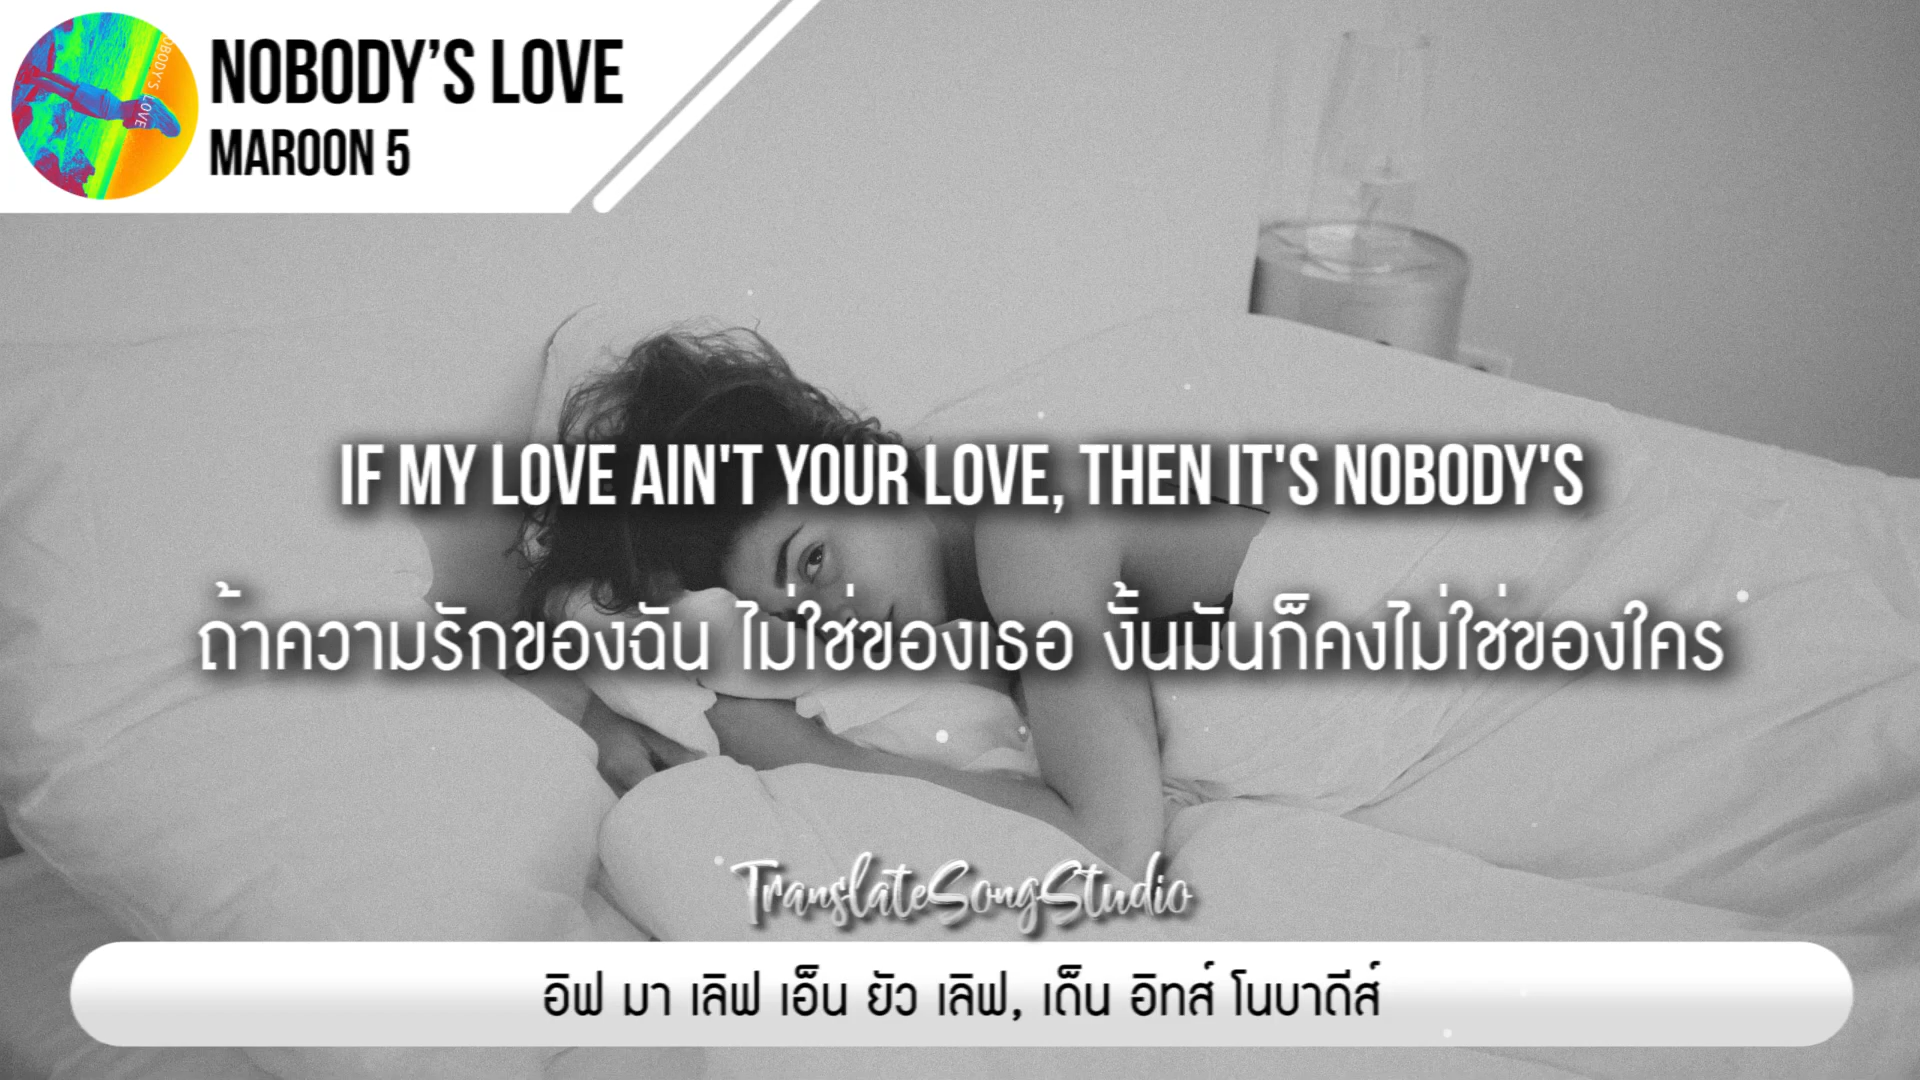 NOBODY'S LOVE
NOBODY’S LOVE
MAROON 5
IF MY LOVE AIN'T YOUR LOVE, THEN IT'S NOBODY'S
ถ้าความรักของฉัน ไม่ใช่ของเธอ งั้นมันก็คงไม่ใช่ของใคร
TranslateSongStudio
อิฟ มา เลิฟ เอ็น ยัว เลิฟ, เด็น อิทส์ โนบาดีส์